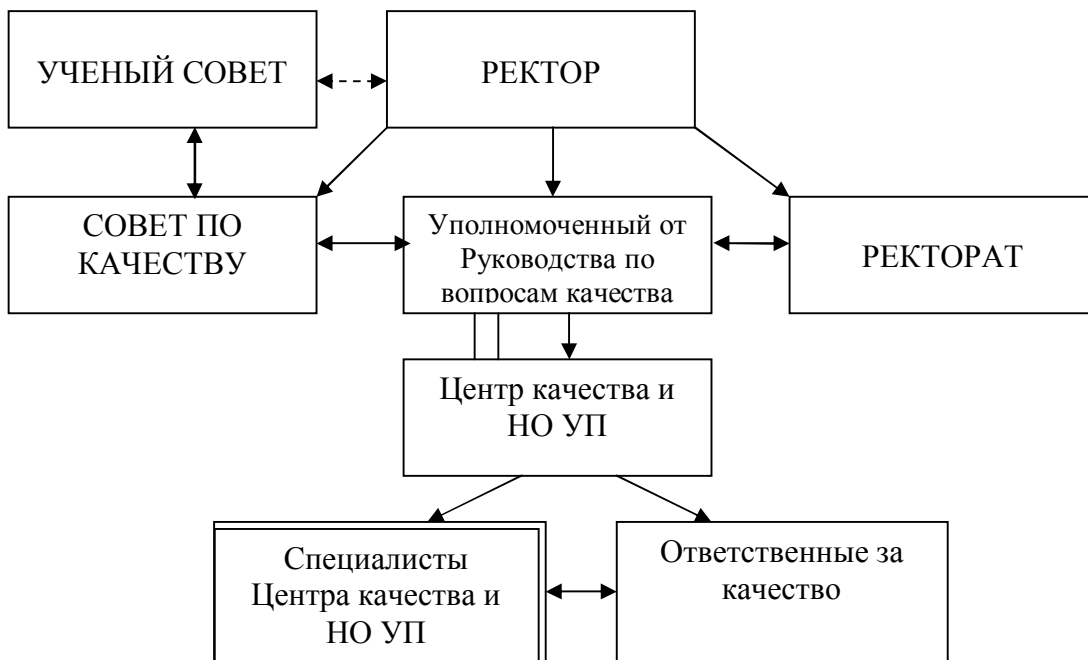 УЧЕНЫЙ СОВЕТ
РЕКТОР
СОВЕТ ПО
КАЧЕСТВУ
Уполномоченный от
Руководства по
вопросам качества
РЕКТОРАТ
Центр качества и
НО УП
Специалисты
Центра качества и
НО УП
Ответственные за
качество